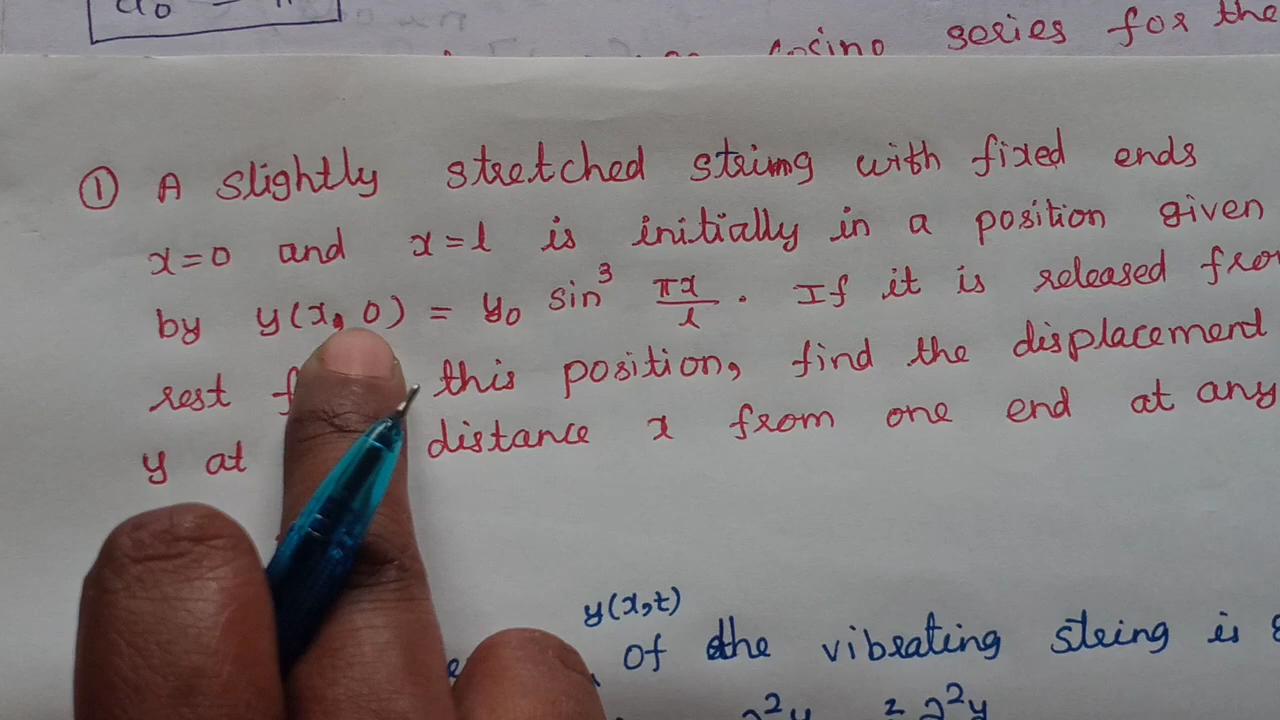 series for the
① A slightly stretched string with fixed ends
x=0 and x=l is initially in a position given
by y(x, 0) = y₀ sin³ πx/l . If it is released
rest this position, find the displacement
y at distance x from one end at any
y(x,t)
of the vibrating string is